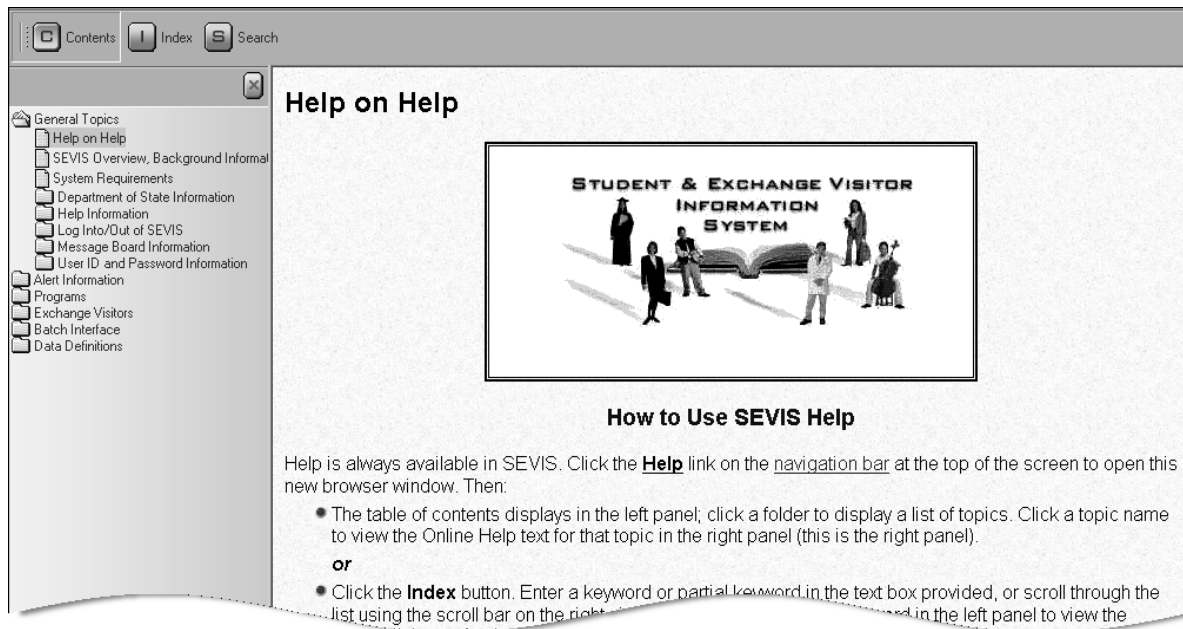 C Contents I Index S Search
General Topics
Help on Help
SEVIS Overview, Background Informat
System Requirements
Department of State Information
Help Information
Log Into/Out of SEVIS
Message Board Information
User ID and Password Information
Alert Information
Programs
Exchange Visitors
Batch Interface
Data Definitions
Help on Help
STUDENT & EXCHANGE VISITOR
INFORMATION
SYSTEM
How to Use SEVIS Help
Help is always available in SEVIS. Click the Help link on the navigation bar at the top of the screen to open this
new browser window. Then:
The table of contents displays in the left panel; click a folder to display a list of topics. Click a topic name
to view the Online Help text for that topic in the right panel (this is the right panel).
or
Click the Index button. Enter a keyword or partial keyword in the text box provided, or scroll through the
list using the scroll bar on the right in the left panel to view the